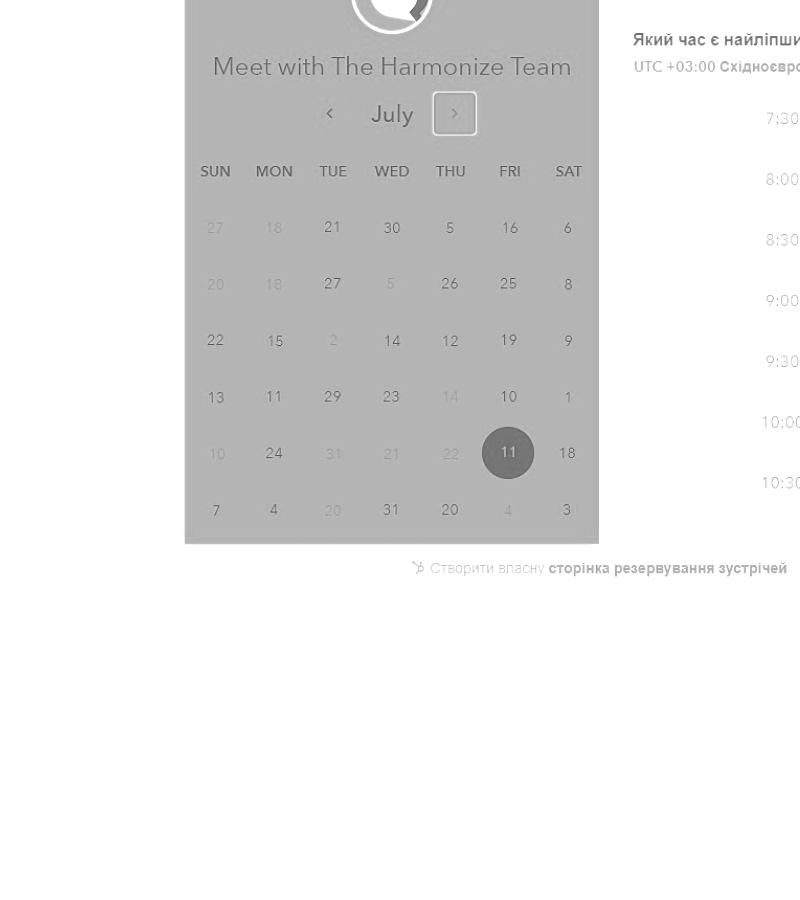 Meet with The Harmonize Team
July
SUN MON TUE WED THU FRI SAT
27 18 21 30 5 16 6
20 18 27 5 26 25 8
22 15 2 14 12 19 9
13 11 29 23 14 10 1
10 24 31 21 22 11 18
7 4 20 31 20 4 3
Який час є найліпши
UTC +03:00 Східноєвро
7:30
8:00
8:30
9:00
9:30
10:00
10:30
Створити власну сторінка резервування зустрічей